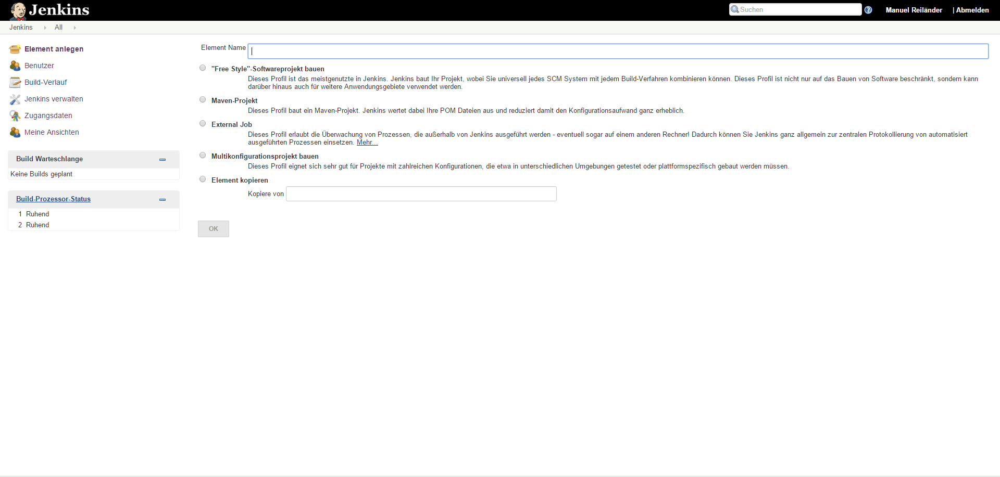 Jenkins
Suchen
Manuel Reiländer
| Abmelden
Jenkins
All
Element anlegen
Benutzer
Build-Verlauf
Jenkins verwalten
Zugangsdaten
Meine Ansichten
Build Warteschlange
Keine Builds geplant
Build-Prozessor-Status
1 Ruhend
2 Ruhend
Element Name
"Free Style"-Softwareprojekt bauen
Dieses Profil ist das meistgenutzte in Jenkins. Jenkins baut Ihr Projekt, wobei Sie universell jedes SCM System mit jedem Build-Verfahren kombinieren können. Dieses Profil ist nicht nur auf das Bauen von Software beschränkt, sondern kann
darüber hinaus auch für weitere Anwendungsgebiete verwendet werden.
Maven-Projekt
Dieses Profil baut ein Maven-Projekt. Jenkins wertet dabei Ihre POM Dateien aus und reduziert damit den Konfigurationsaufwand ganz erheblich.
External Job
Dieses Profil erlaubt die Überwachung von Prozessen, die außerhalb von Jenkins ausgeführt werden - eventuell sogar auf einem anderen Rechner! Dadurch können Sie Jenkins ganz allgemein zur zentralen Protokollierung von automatisiert
ausgeführten Prozessen einsetzen. Mehr...
Multikonfigurationsprojekt bauen
Dieses Profil eignet sich sehr gut für Projekte mit zahlreichen Konfigurationen, die etwa in unterschiedlichen Umgebungen getestet oder plattformspezifisch gebaut werden müssen.
Element kopieren
Kopiere von
OK